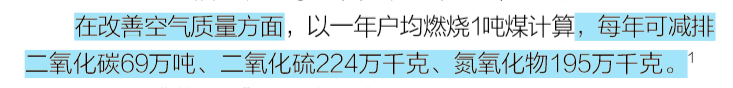 在改善空气质量方面，以一年户均燃烧1吨煤计算，每年可减排
二氧化碳69万吨、二氧化硫224万千克、氮氧化物195万千克。1